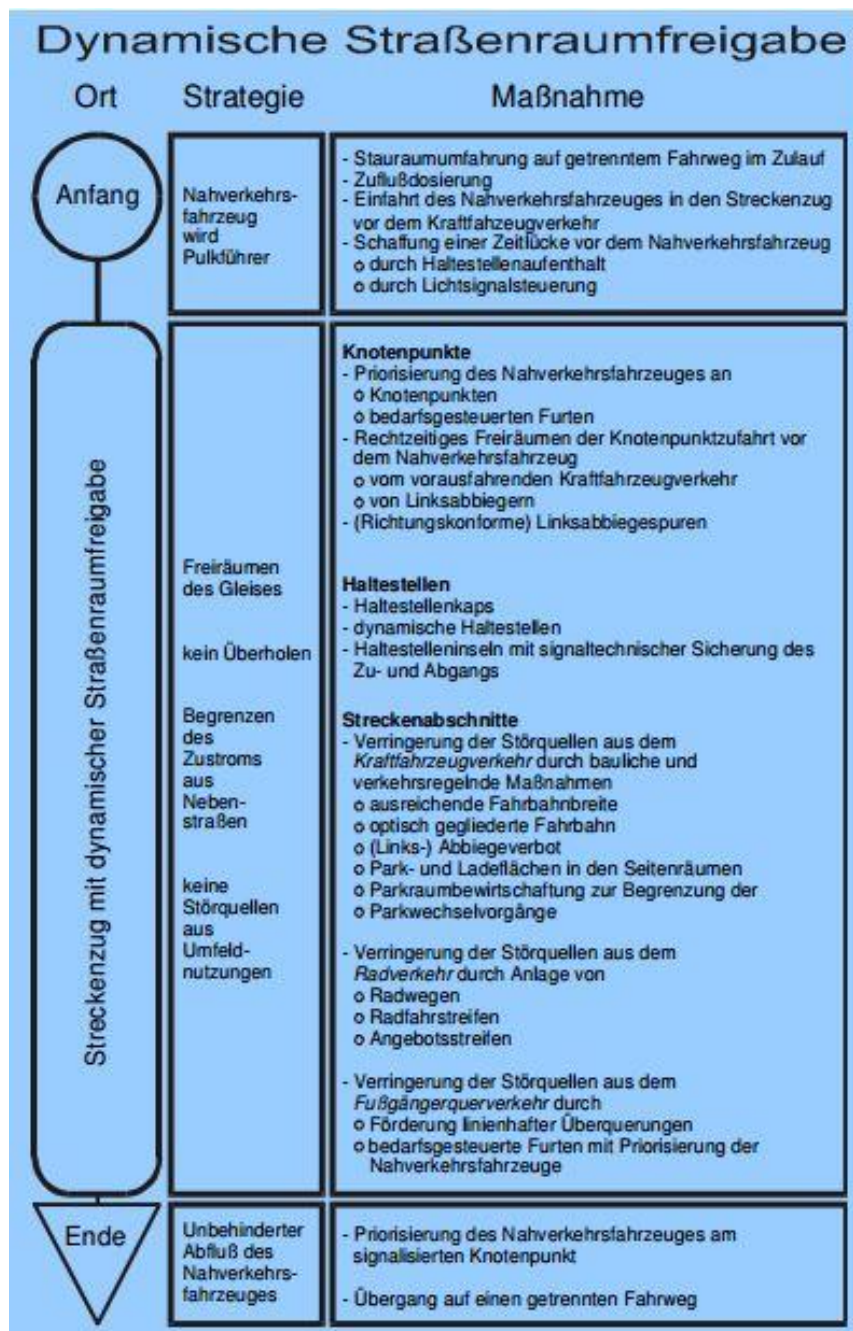 Dynamische Straßenraumfreigabe
Ort Strategie Maßnahme
Anfang
Nahverkehrs-
fahrzeug
wird
Pulkführer
- Stauraumumfahrung auf getrenntem Fahrweg im Zulauf
- Zuflußdosierung
- Einfahrt des Nahverkehrsfahrzeuges in den Streckenzug
vor dem Kraftfahzeugverkehr
- Schaffung einer Zeitlücke vor dem Nahverkehrsfahrzeug
o durch Haltestellenaufenthalt
o durch Lichtsignalsteuerung
Streckenzug mit dynamischer Straßenraumfreigabe
Freiräumen
des Gleises
kein Überholen
Begrenzen
des
Zustroms
aus
Neben-
straßen
keine
Störquellen
aus
Umfeld-
nutzungen
Knotenpunkte
- Priorisierung des Nahverkehrsfahrzeuges an
o Knotenpunkten
o bedarfsgesteuerten Furten
- Rechtzeitiges Freiräumen der Knotenpunktzufahrt vor
dem Nahverkehrsfahrzeug
o vom vorausfahrenden Kraftfahrzeugverkehr
o von Linksabbiegern
- (Richtungskonforme) Linksabbiegespuren
Haltestellen
- Haltestellenkaps
- dynamische Haltestellen
- Haltestelleninseln mit signaltechnischer Sicherung des
Zu- und Abgangs
Streckenabschnitte
- Verringerung der Störquellen aus dem
Kraftfahrzeugverkehr durch bauliche und
verkehrsregelnde Maßnahmen
o ausreichende Fahrbahnbreite
o optisch gegliederte Fahrbahn
o (Links-) Abbiegeverbot
o Park- und Ladeflächen in den Seitenräumen
o Parkraumbewirtschaftung zur Begrenzung der
o Parkwechselvorgänge
- Verringerung der Störquellen aus dem
Radverkehr durch Anlage von
o Radwegen
o Radfahrstreifen
o Angebotsstreifen
- Verringerung der Störquellen aus dem
Fußgängerquerverkehr durch
o Förderung linienhafter Überquerungen
o bedarfsgesteuerte Furten mit Priorisierung der
Nahverkehrsfahrzeuge
Ende
Unbehinderter
Abfluß des
Nahverkehrs-
fahrzeuges
- Priorisierung des Nahverkehrsfahrzeuges am
signalisierten Knotenpunkt
- Übergang auf einen getrennten Fahrweg